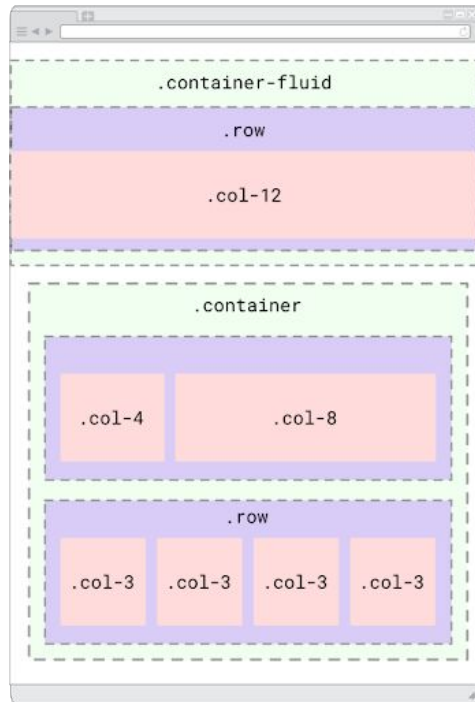 .container-fluid
.row
.col-12
.container
.col-4 .col-8
.row
.col-3 .col-3 .col-3 .col-3